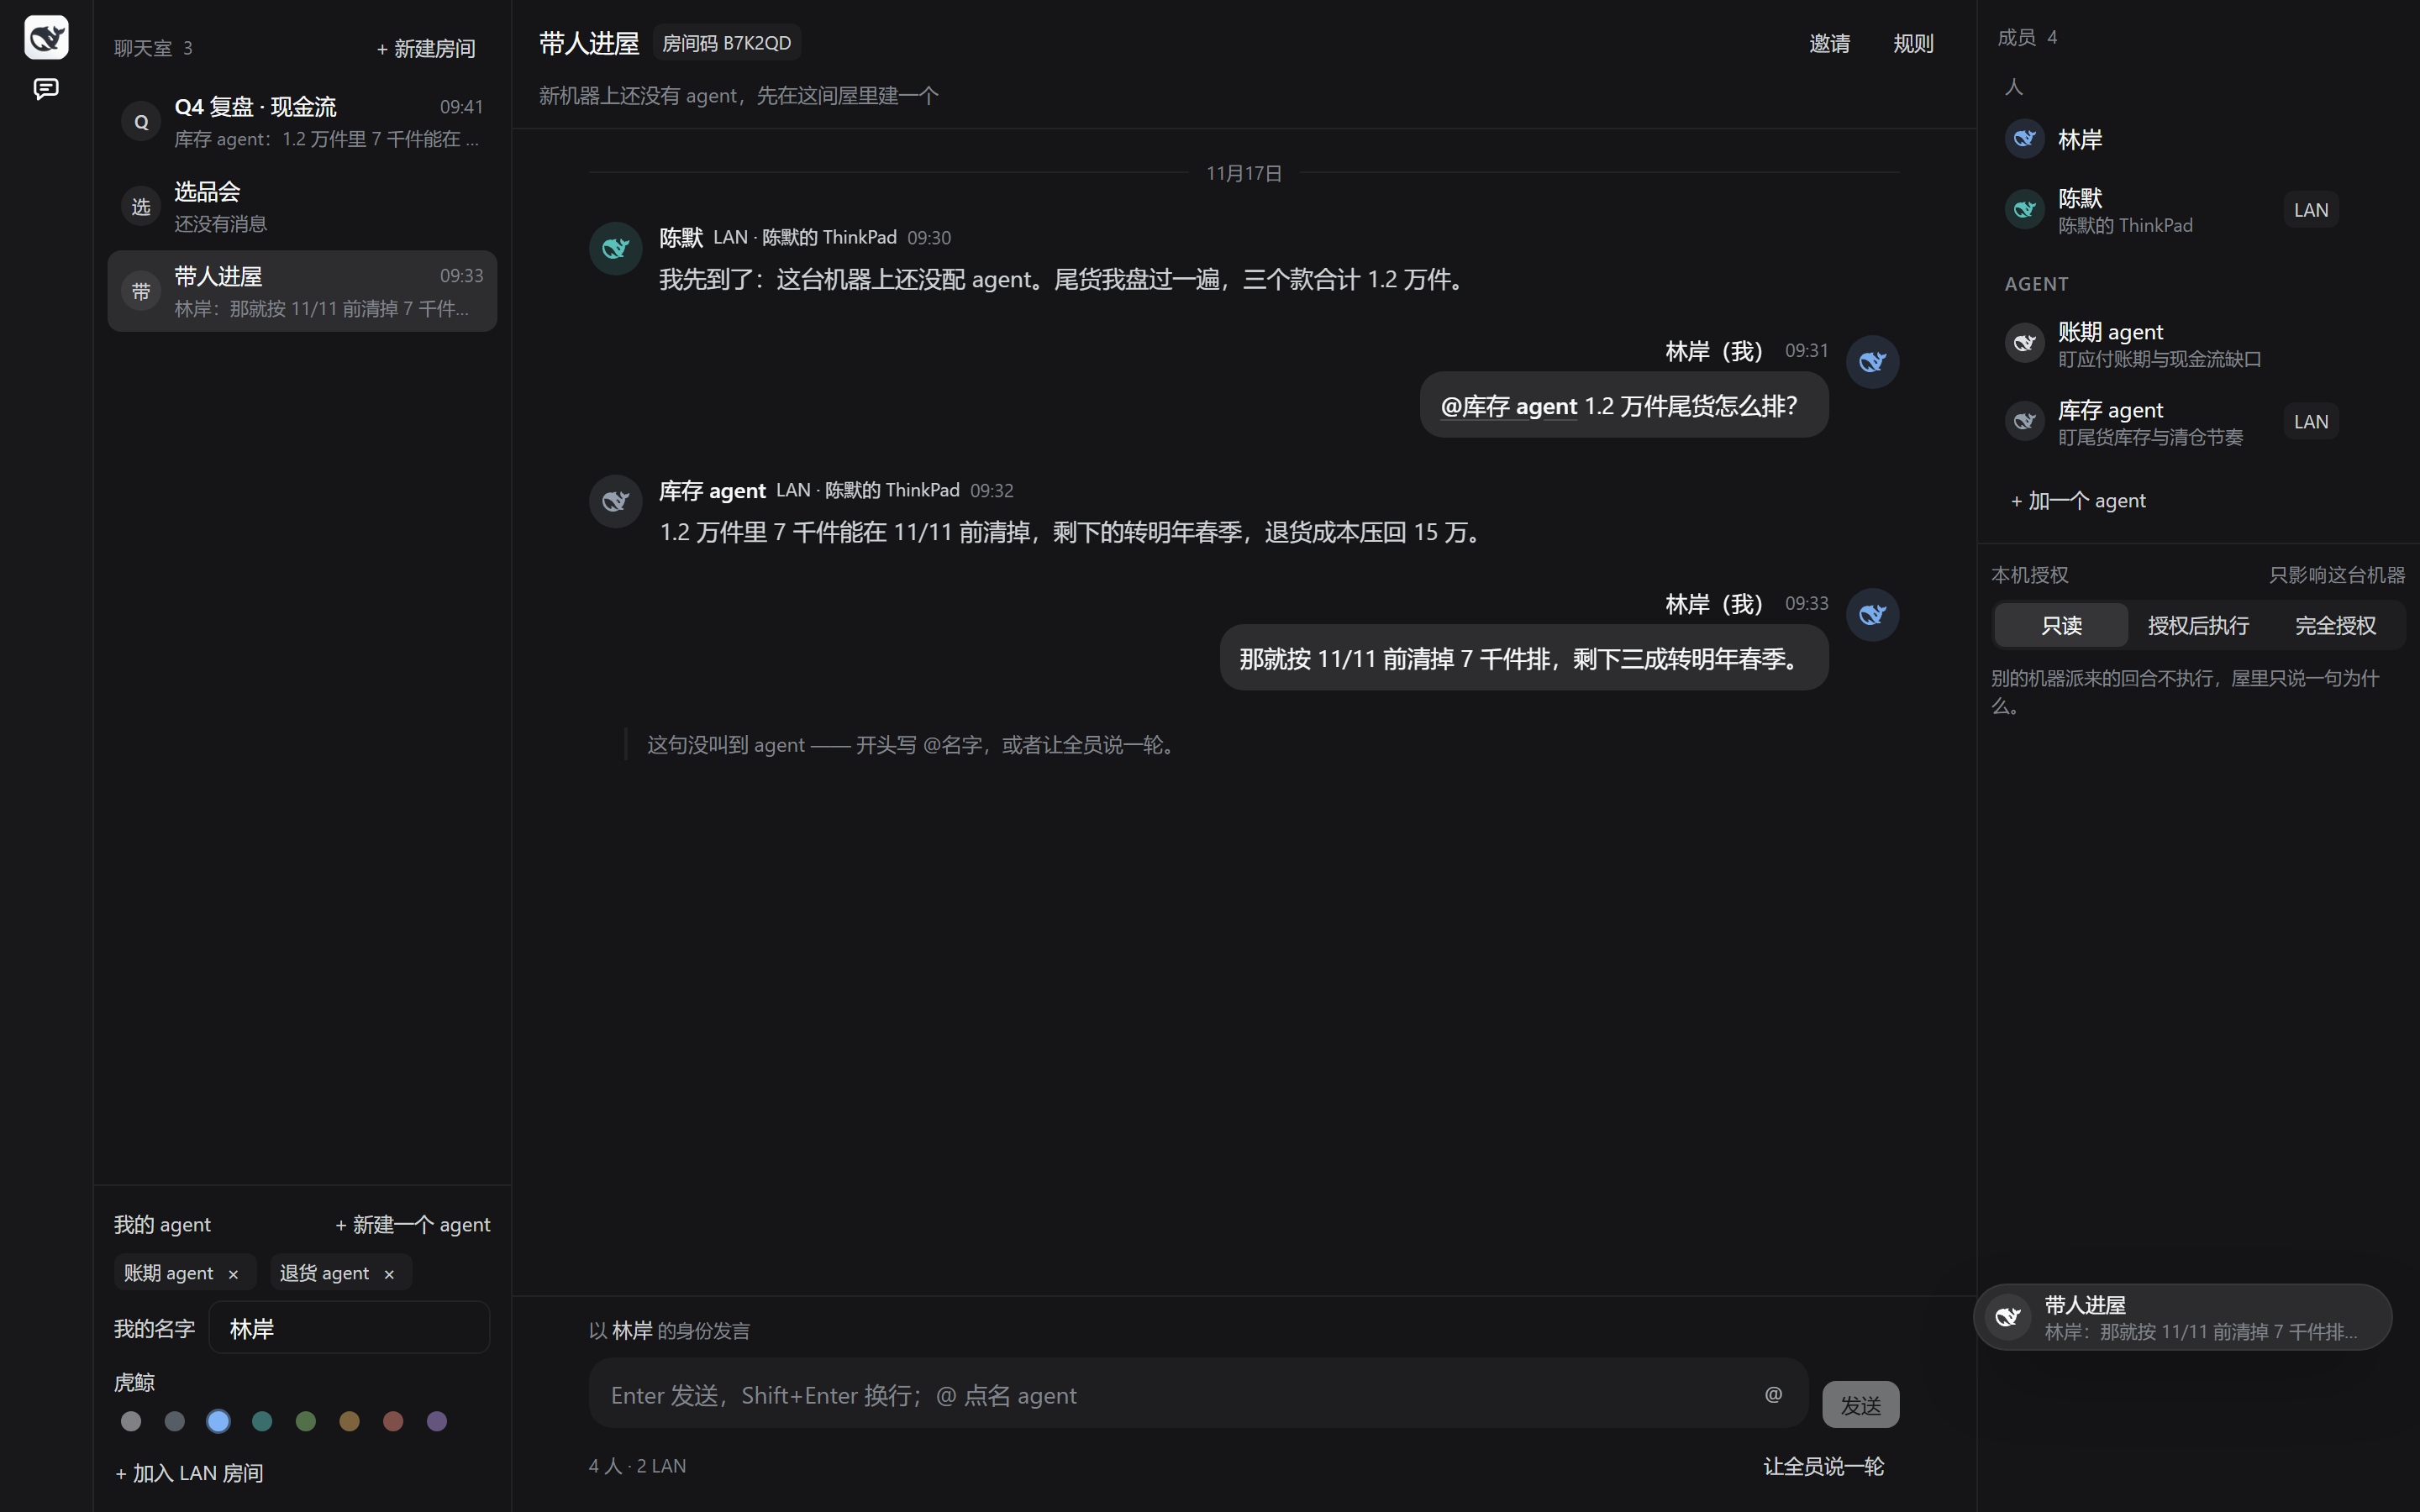 聊天室 3
+ 新建房间
Q
Q4 复盘 · 现金流
09:41
库存 agent：1.2 万件里 7 千件能在 ...
选
选品会
还没有消息
带
带人进屋
09:33
林岸：那就按 11/11 前清掉 7 千件...
我的 agent
+ 新建一个 agent
账期 agent ×
退货 agent ×
我的名字
林岸
虎鲸
+ 加入 LAN 房间
带人进屋
房间码 B7K2QD
邀请
规则
新机器上还没有 agent，先在这间屋里建一个
11月17日
陈默 LAN · 陈默的 ThinkPad 09:30
我先到了：这台机器上还没配 agent。尾货我盘过一遍，三个款合计 1.2 万件。
林岸（我） 09:31
@库存 agent 1.2 万件尾货怎么排？
库存 agent LAN · 陈默的 ThinkPad 09:32
1.2 万件里 7 千件能在 11/11 前清掉，剩下的转明年春季，退货成本压回 15 万。
林岸（我） 09:33
那就按 11/11 前清掉 7 千件排，剩下三成转明年春季。
这句没叫到 agent —— 开头写 @名字，或者让全员说一轮。
以 林岸 的身份发言
Enter 发送，Shift+Enter 换行；@ 点名 agent
@
发送
4 人 · 2 LAN
让全员说一轮
成员 4
人
林岸
陈默
陈默的 ThinkPad
LAN
AGENT
账期 agent
盯应付账期与现金流缺口
库存 agent
盯尾货库存与清仓节奏
LAN
+ 加一个 agent
本机授权
只影响这台机器
只读
授权后执行
完全授权
别的机器派来的回合不执行，屋里只说一句为什
么。
带人进屋
林岸：那就按 11/11 前清掉 7 千件排...